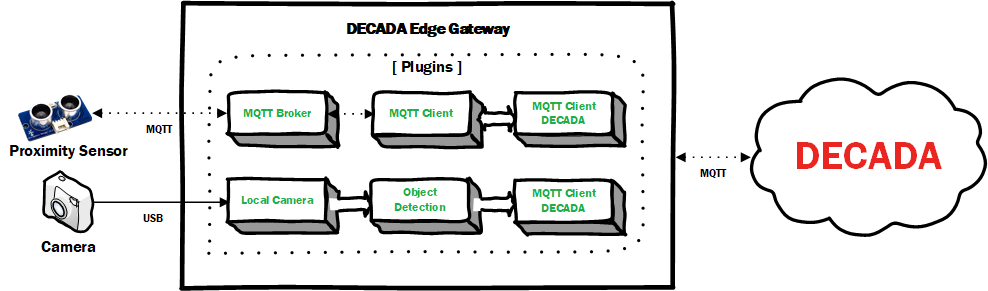 DECADA Edge Gateway
[ Plugins ]
MQTT Broker
MQTT Client
MQTT Client
DECADA
MQTT
Proximity Sensor
DECADA
MQTT
Local Camera
Object
Detection
MQTT Client
DECADA
USB
Camera